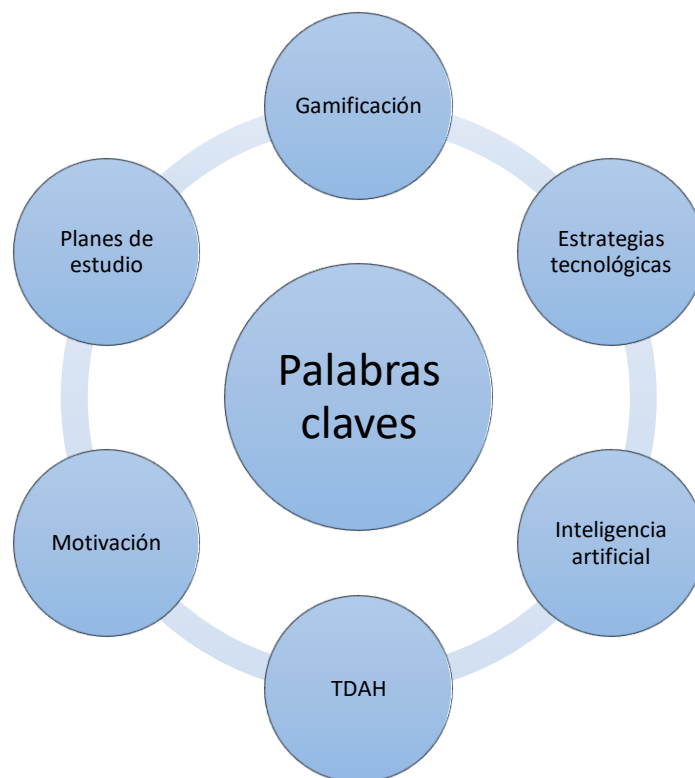 Gamificación
Estrategias
tecnológicas
Inteligencia
artificial
TDAH
Motivación
Planes de
estudio
Palabras
claves